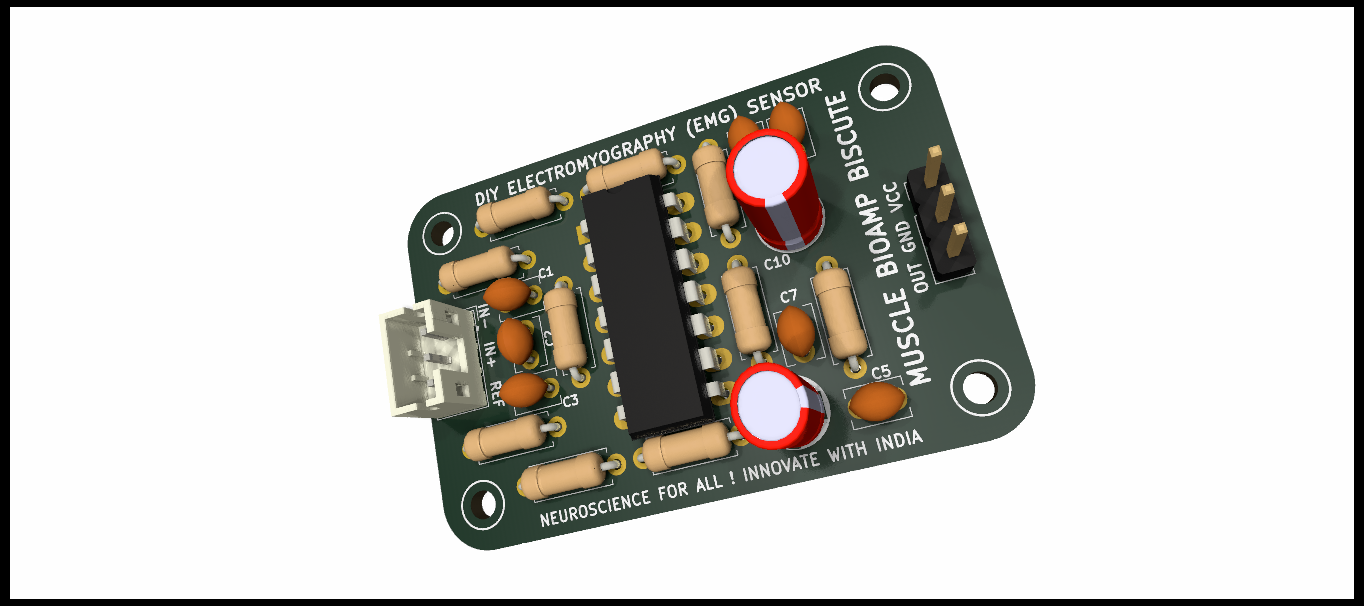 DIY ELECTROMYOGRAPHY (EMG) SENSOR
MUSCLE BIOAMP BISCUTE
OUT GND VCC
C10
C1
C7
IN-
IN+
REF
C3
C5
NEUROSCIENCE FOR ALL ! INNOVATE WITH INDIA